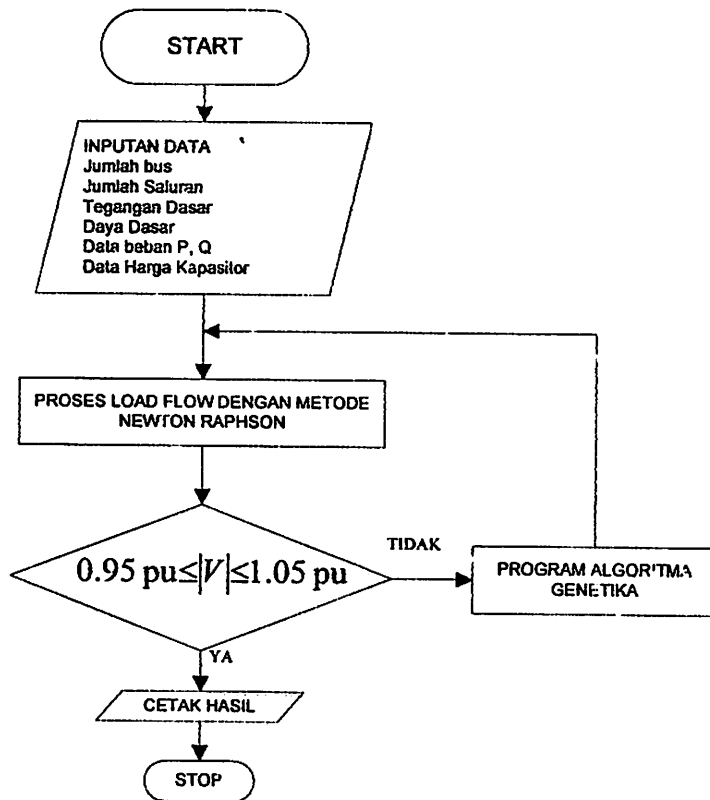 START
INPUTAN DATA
Jumlah bus
Jumlah Saluran
Tegangan Dasar
Daya Dasar
Data beban P, Q
Data Harga Kapasitor
PROSES LOAD FLOW DENGAN METODE
NEWTON RAPHSON
0.95 pu≤|V|≤1.05 pu
TIDAK
PROGRAM ALGORITMA
GENETIKA
YA
CETAK HASIL
STOP